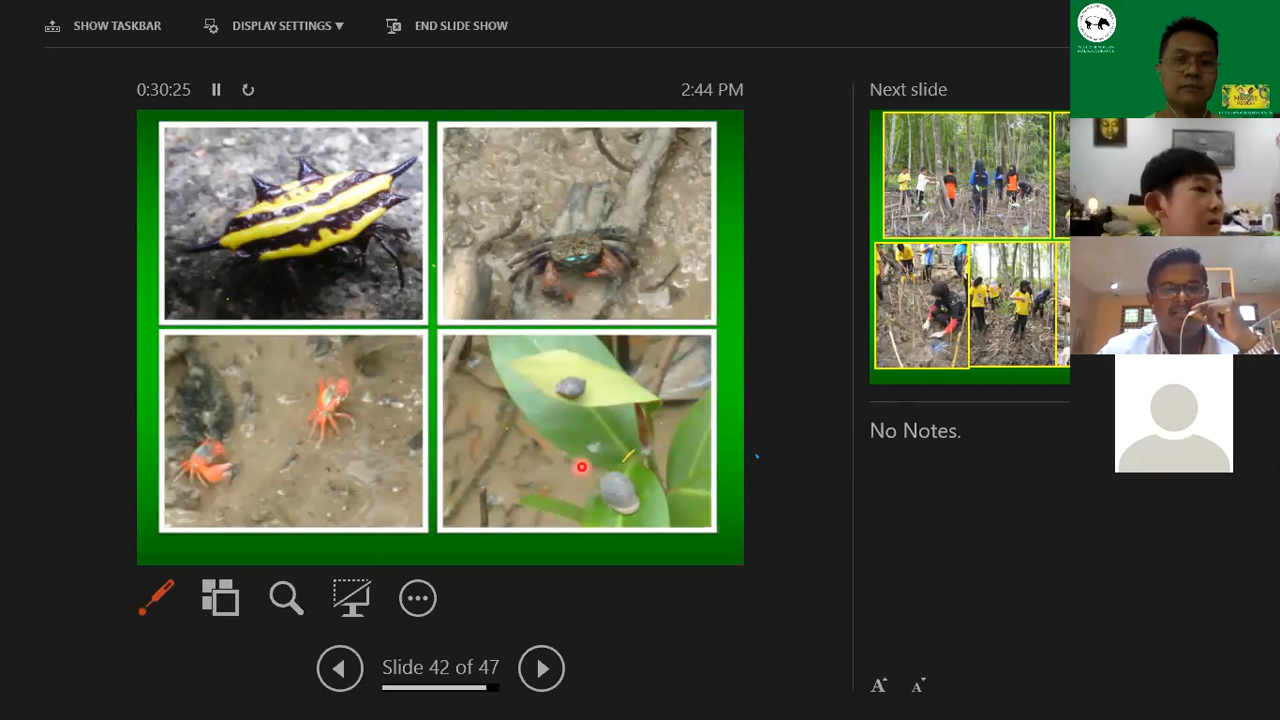 SHOW TASKBAR
DISPLAY SETTINGS ▼
END SLIDE SHOW
0:30:25
2:44 PM
Next slide
No Notes.
Slide 42 of 47
A
A